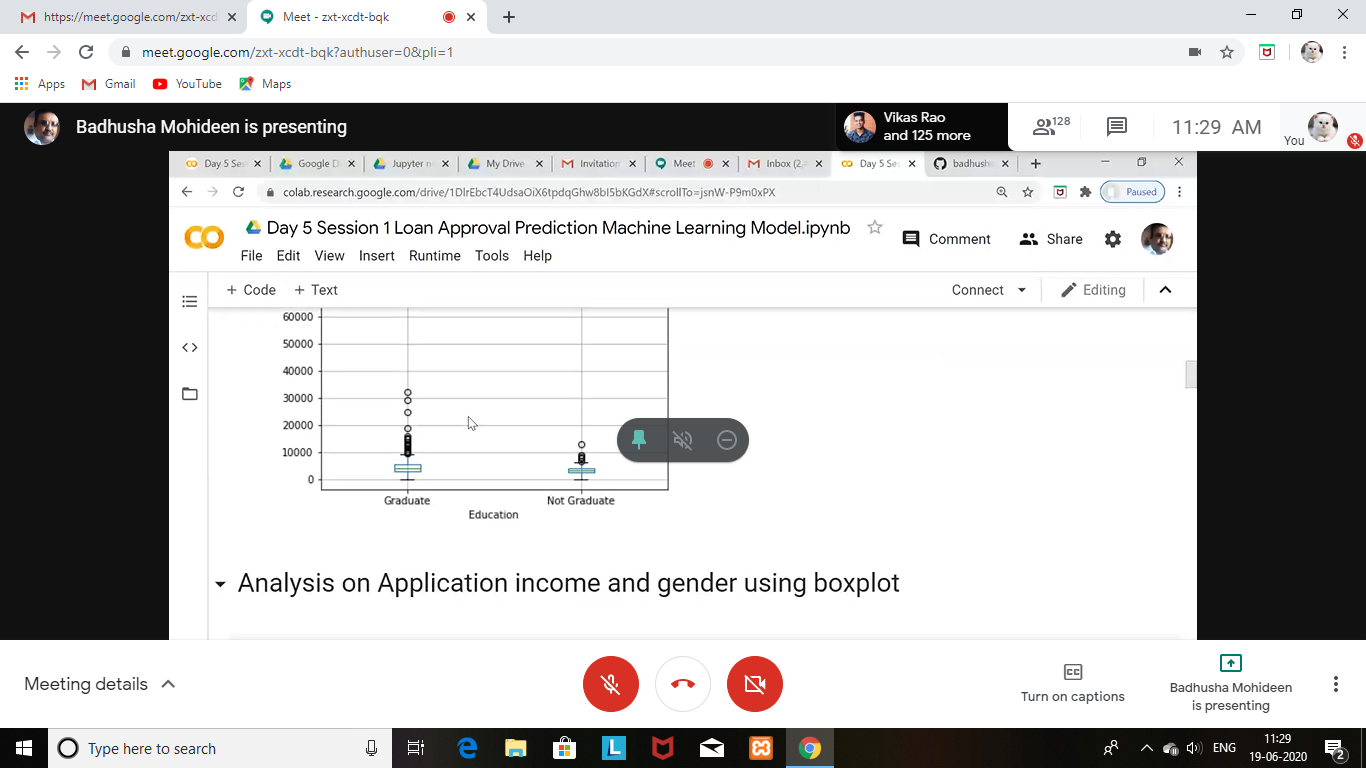 https://meet.google.com/zxt-xcd
Meet - zxt-xcdt-bqk
meet.google.com/zxt-xcdt-bqk?authuser=0&pli=1
Apps
Gmail
YouTube
Maps
Badhusha Mohideen is presenting
Vikas Rao
and 125 more
128
11:29 AM
You
Day 5 Ses
Google D
Jupyter n
My Drive
Invitation
Meet
Inbox (2,
Day 5 Ses
badhush
colab.research.google.com/drive/1DIrEbcT4UdsaOiX6tpdqGhw8bI5bKGdX#scrollTo=jsnW-P9m0xPX
Paused
Day 5 Session 1 Loan Approval Prediction Machine Learning Model.ipynb
Comment
Share
File Edit View Insert Runtime Tools Help
+ Code + Text
Connect
Editing
60000
50000
40000
30000
20000
10000
0
Graduate
Not Graduate
Education
Analysis on Application income and gender using boxplot
Meeting details
Turn on captions
Badhusha Mohideen
is presenting
Type here to search
ENG
11:29
19-06-2020
2